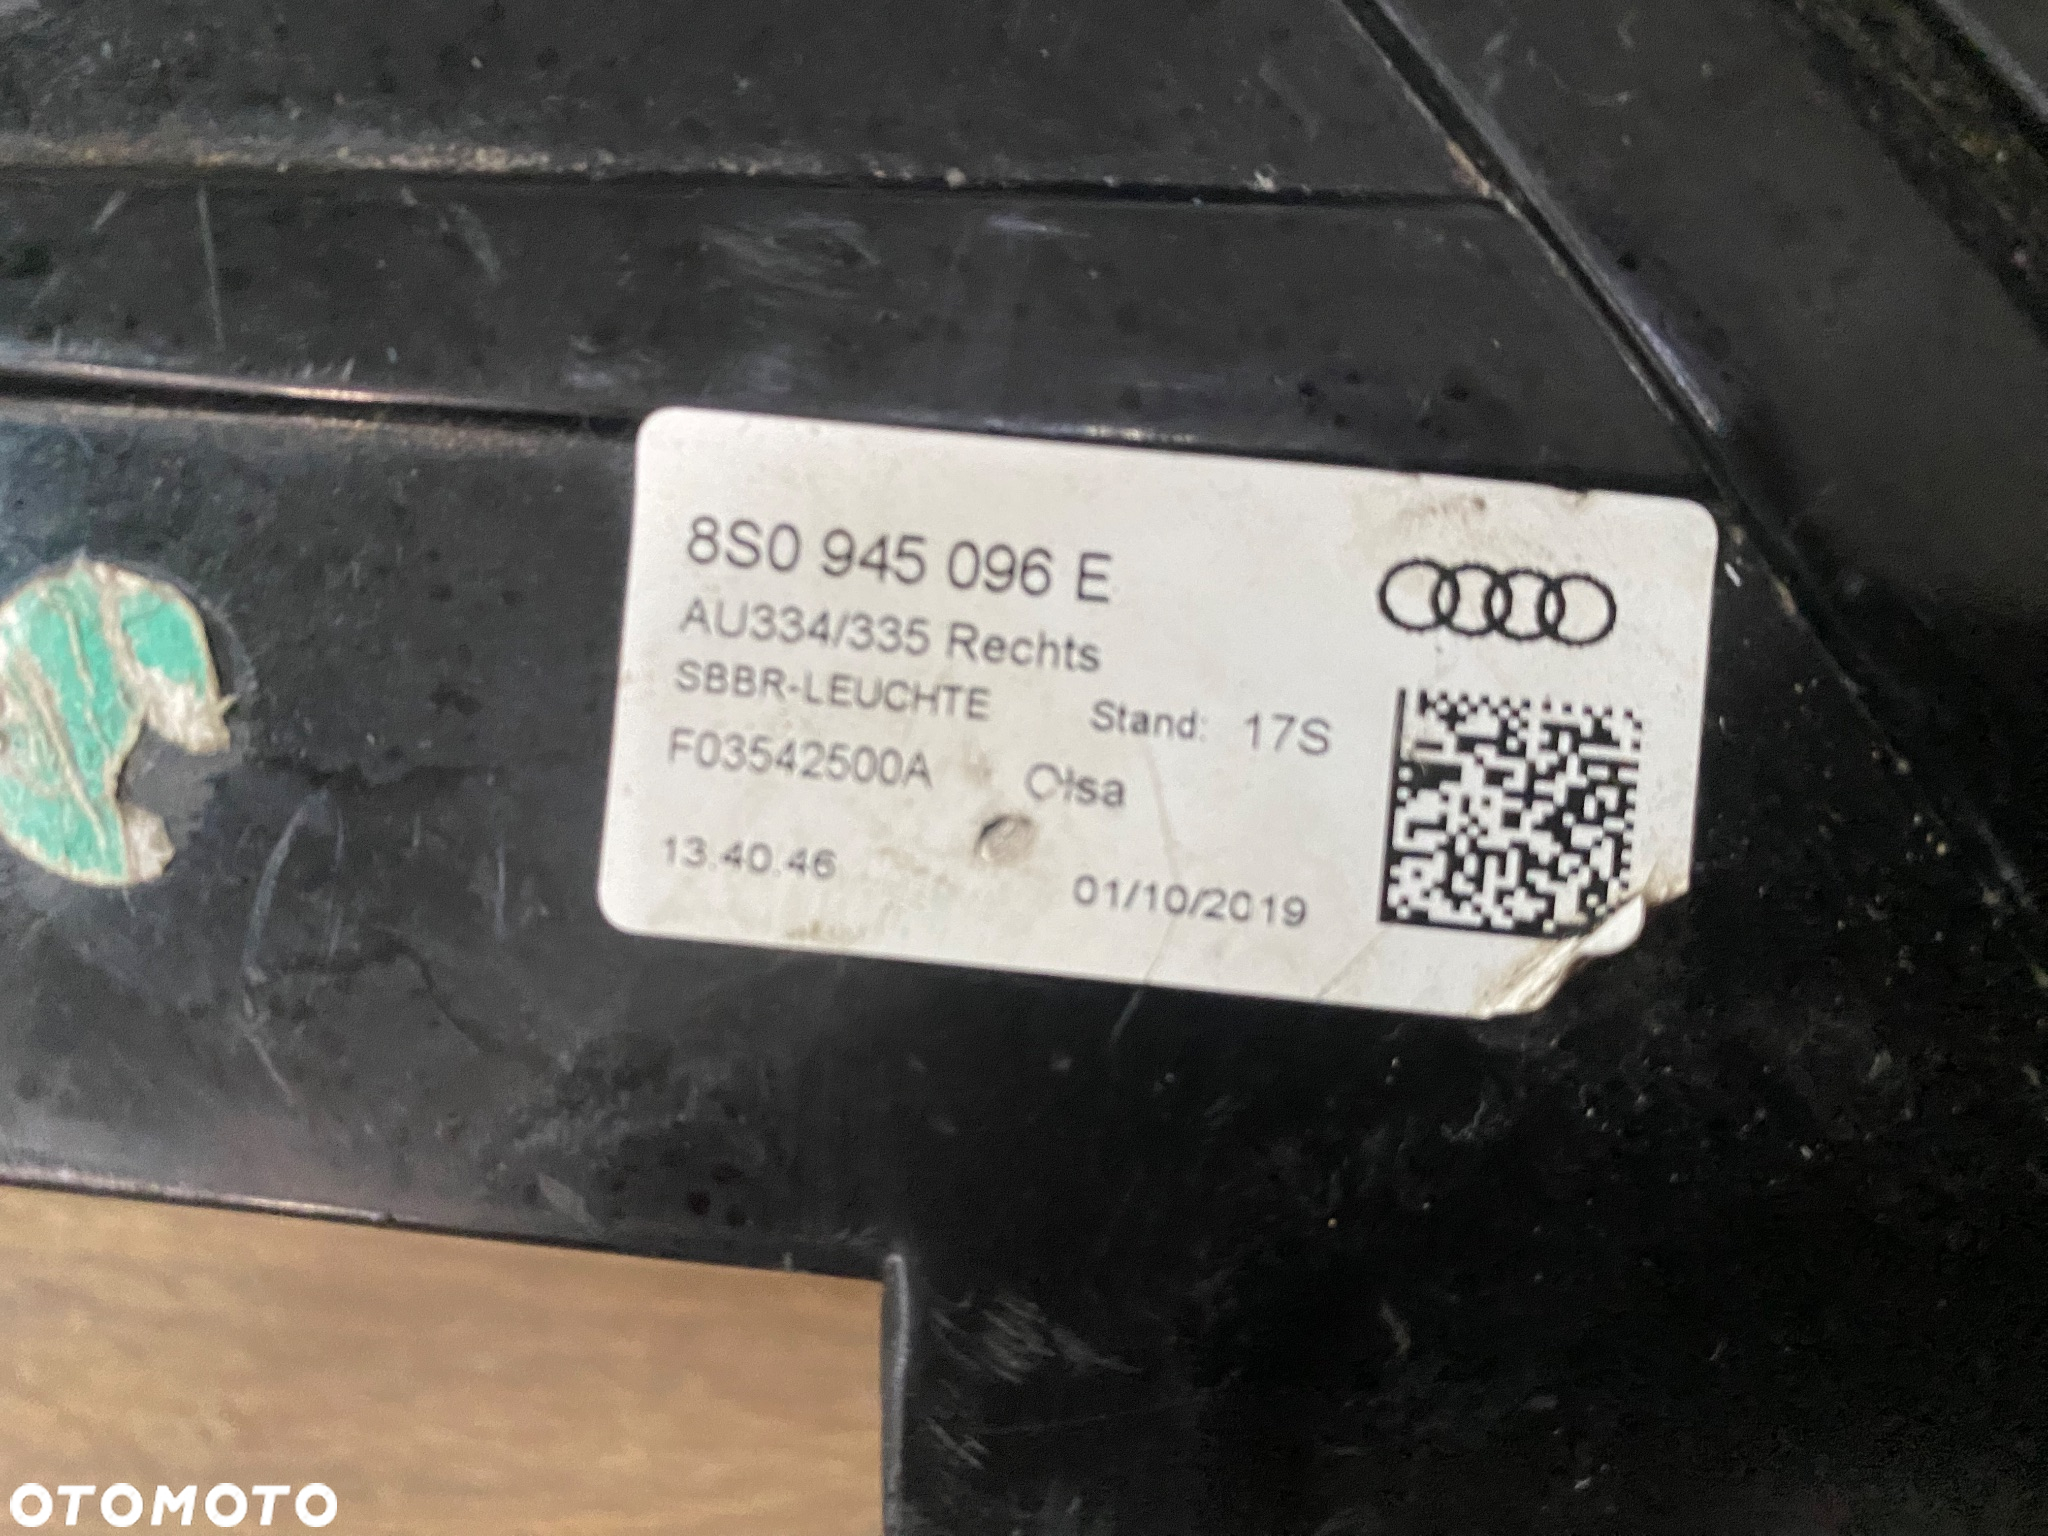 8S0 945 096 E
AU334/335 Rechts
SBBR-LEUCHTE Stand: 17S
F03542500A Olsa
13.40.46 01/10/2019
OTOMOTO